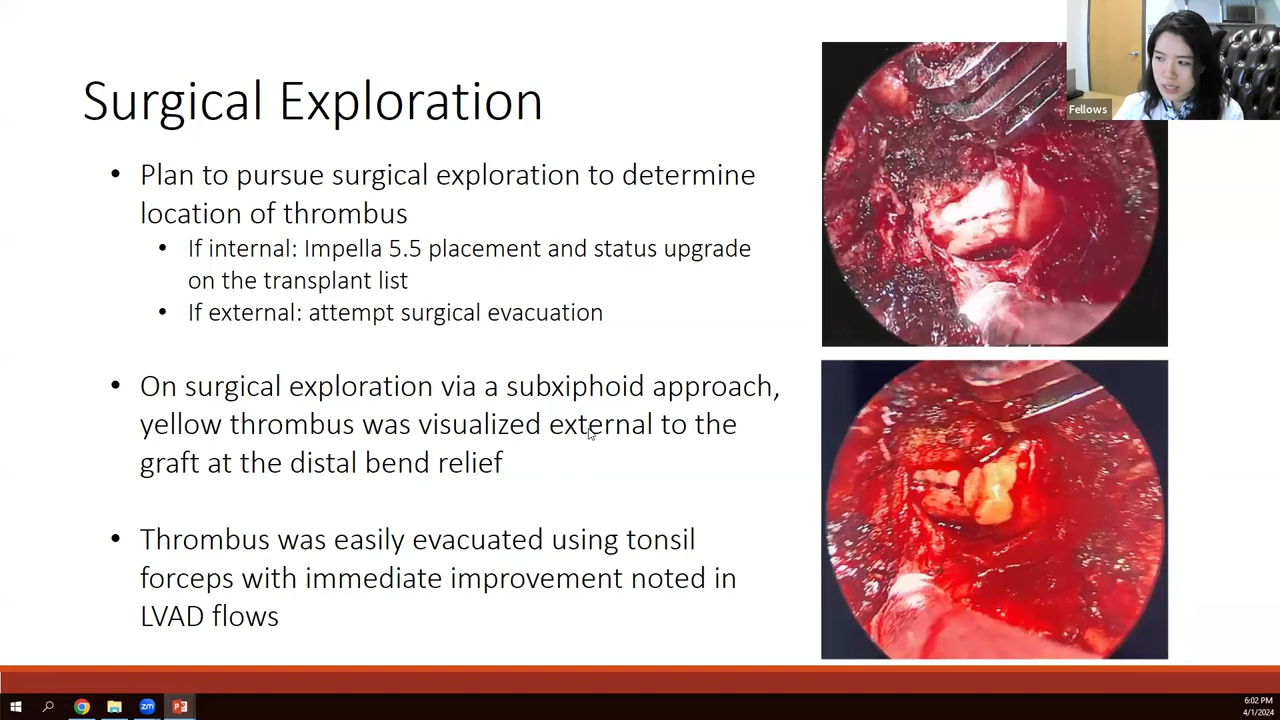 Surgical Exploration
• Plan to pursue surgical exploration to determine
location of thrombus
• If internal: Impella 5.5 placement and status upgrade
on the transplant list
• If external: attempt surgical evacuation
• On surgical exploration via a subxiphoid approach,
yellow thrombus was visualized external to the
graft at the distal bend relief
• Thrombus was easily evacuated using tonsil
forceps with immediate improvement noted in
LVAD flows
Fellows
zm
6:02 PM
4/1/2024